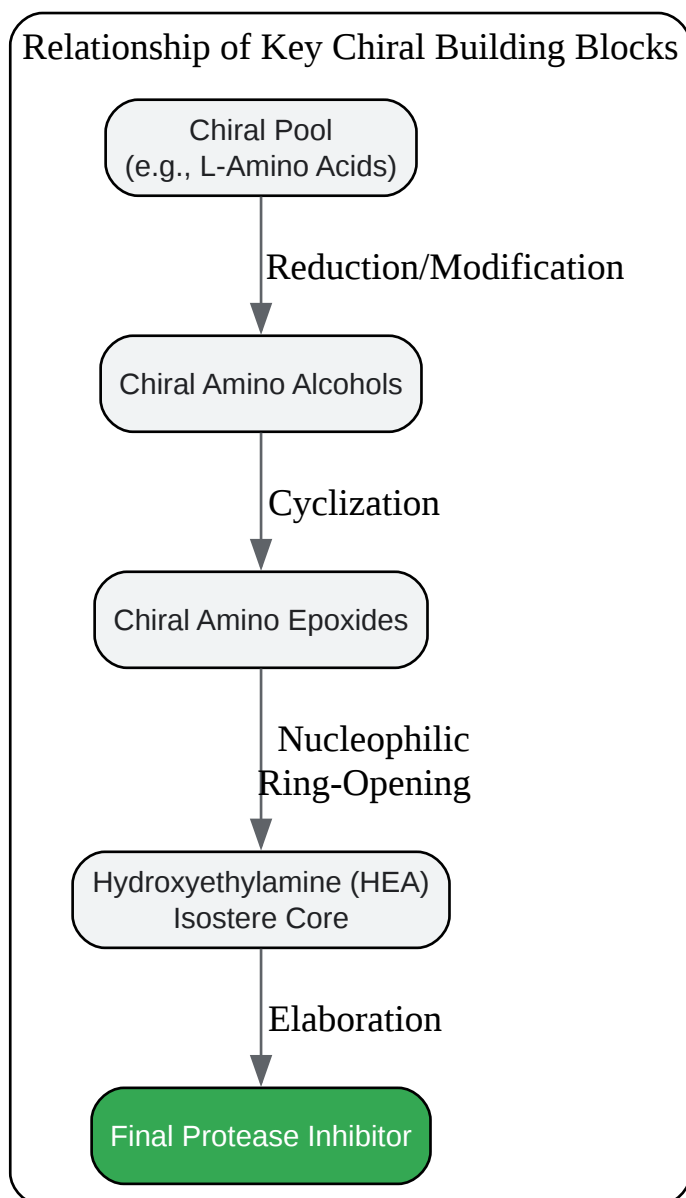 Relationship of Key Chiral Building Blocks
Chiral Pool
(e.g., L-Amino Acids)
Reduction/Modification
Chiral Amino Alcohols
Cyclization
Chiral Amino Epoxides
Nucleophilic
Ring-Opening
Hydroxyethylamine (HEA)
Isostere Core
Elaboration
Final Protease Inhibitor